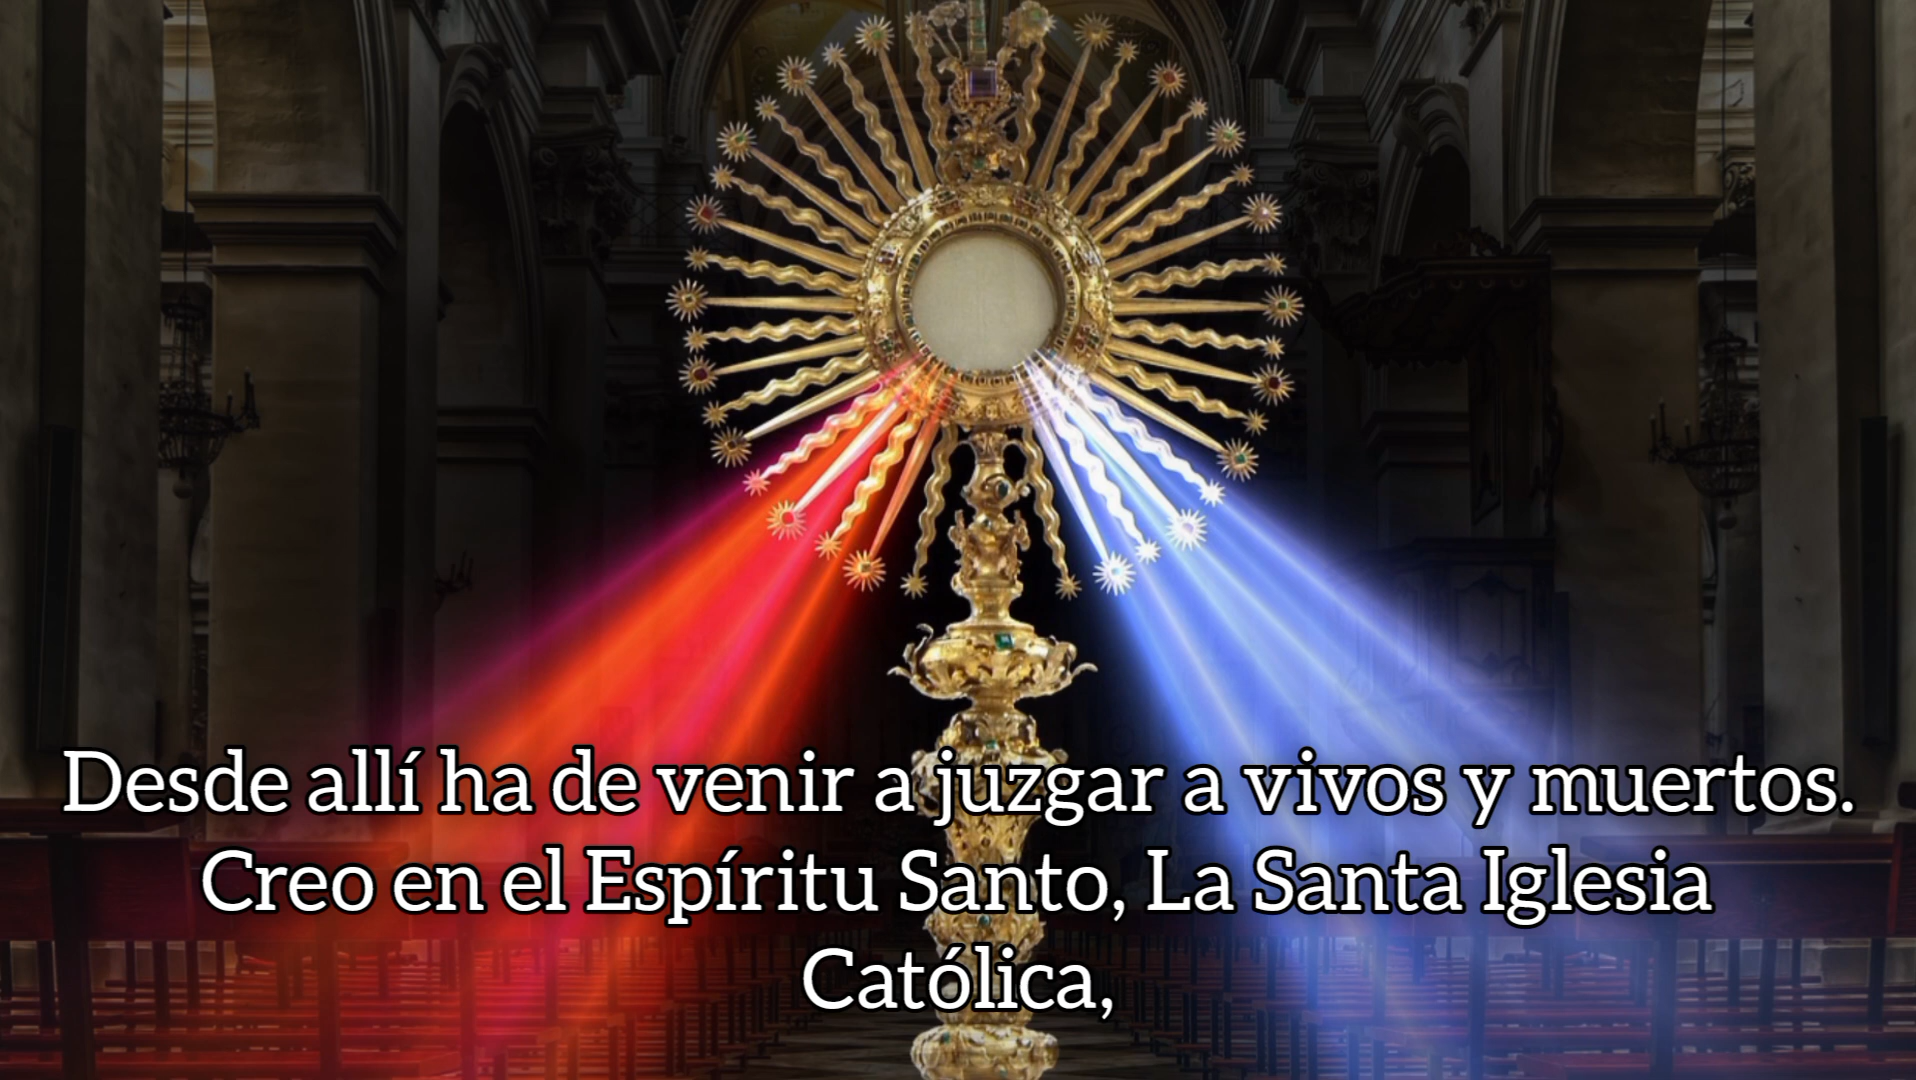 Desde allí ha de venir a juzgar a vivos y muertos.
Creo en el Espíritu Santo, La Santa Iglesia
Católica,